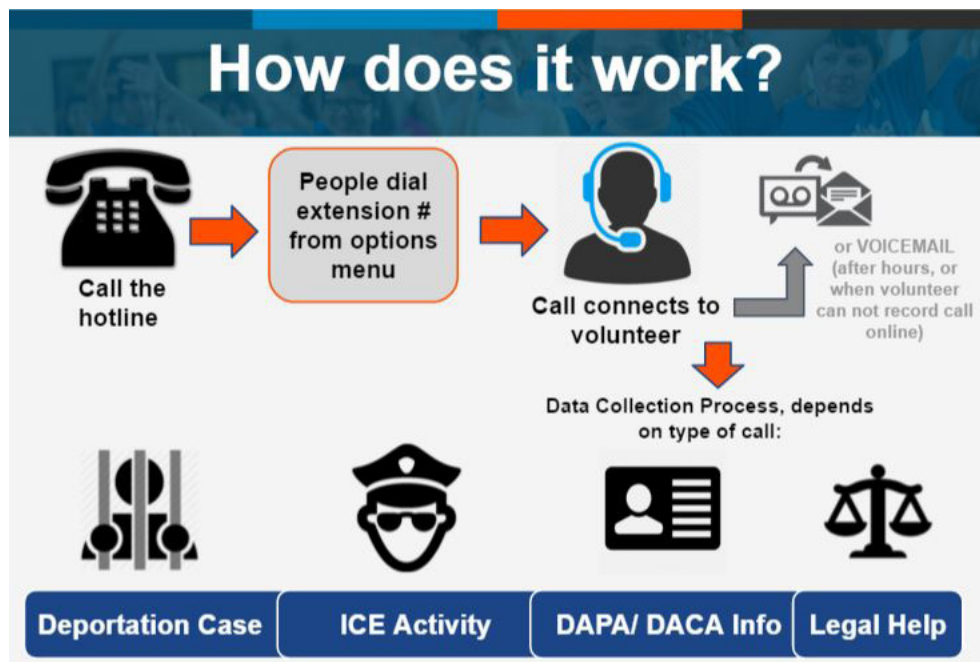 How does it work?
People dial
extension #
from options
menu
Call the
hotline
Call connects to
volunteer
or VOICEMAIL
(after hours, or
when volunteer
can not record call
online)
Data Collection Process, depends
on type of call:
Deportation Case
ICE Activity
DAPA/ DACA Info
Legal Help